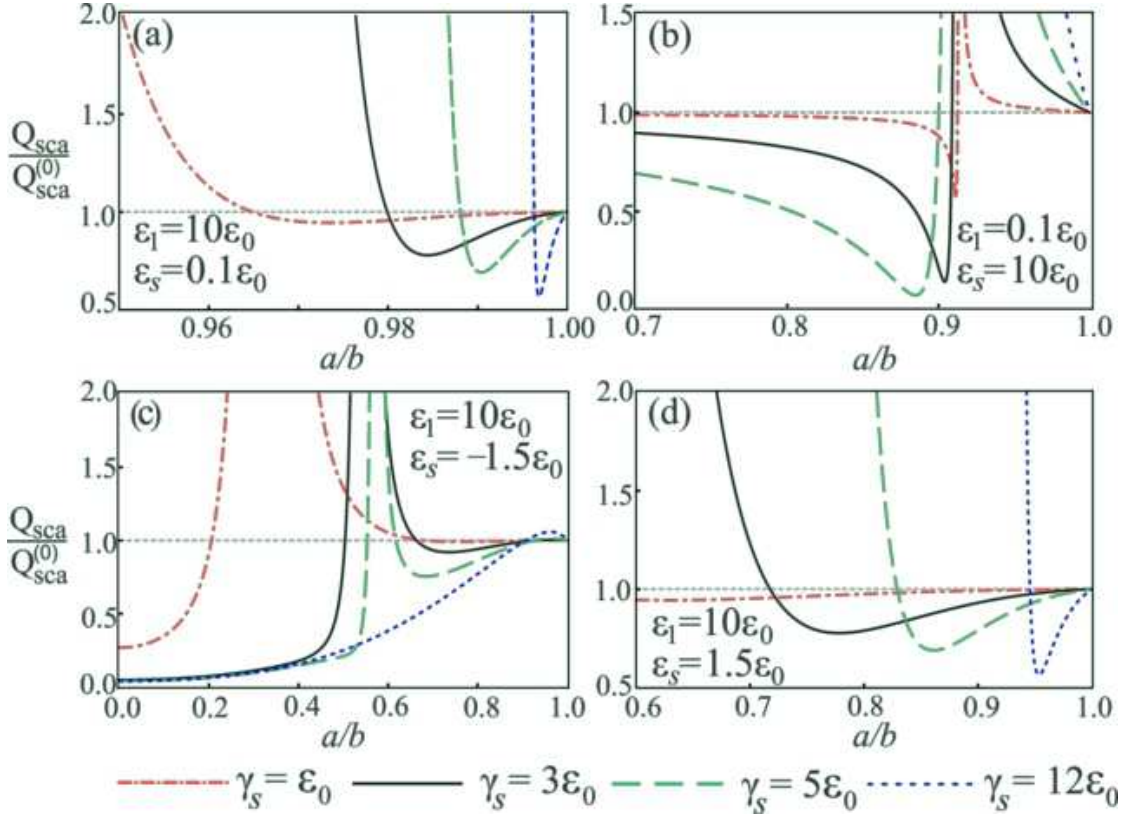 (a)
2.0
1.5
1.0
0.5
Q_sca
Q_sca^(0)
ε_l=10ε_0
ε_s=0.1ε_0
0.96
0.98
1.00
a/b
(b)
1.5
1.0
0.5
0.0
ε_l=0.1ε_0
ε_s=10ε_0
0.7
0.8
0.9
1.0
a/b
(c)
2.0
1.5
1.0
0.5
0.0
Q_sca
Q_sca^(0)
ε_l=10ε_0
ε_s=−1.5ε_0
0.0
0.2
0.4
0.6
0.8
1.0
a/b
(d)
2.0
1.5
1.0
0.5
ε_l=10ε_0
ε_s=1.5ε_0
0.6
0.7
0.8
0.9
1.0
a/b
γ_s = ε_0
γ_s = 3ε_0
γ_s = 5ε_0
γ_s = 12ε_0